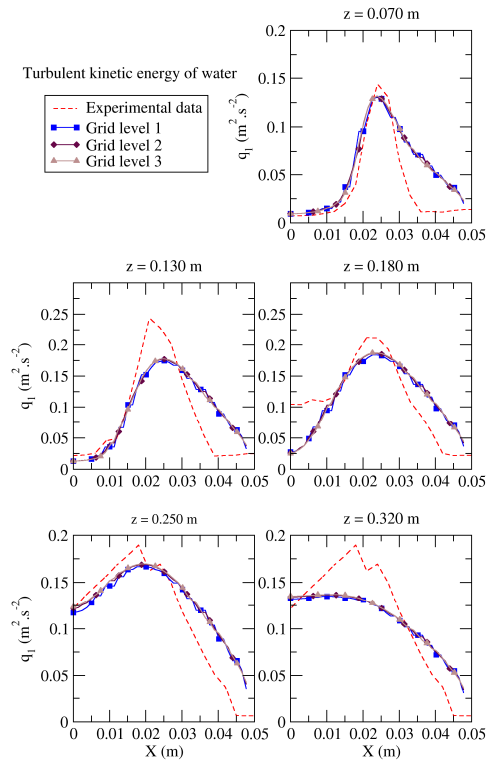 z = 0.070 m
Turbulent kinetic energy of water
Experimental data
Grid level 1
Grid level 2
Grid level 3
q_l (m².s⁻²)
0.2
0.15
0.1
0.05
0
0 0.01 0.02 0.03 0.04 0.05
z = 0.130 m
z = 0.180 m
q_l (m².s⁻²)
0.25
0.2
0.15
0.1
0.05
0
0 0.01 0.02 0.03 0.04 0.05
q_l (m².s⁻²)
0.25
0.2
0.15
0.1
0.05
0
0 0.01 0.02 0.03 0.04 0.05
z = 0.250 m
z = 0.320 m
q_l (m².s⁻²)
0.2
0.15
0.1
0.05
0
0 0.01 0.02 0.03 0.04 0.05
X (m)
0.2
0.15
0.1
0.05
0
0 0.01 0.02 0.03 0.04 0.05
X (m)